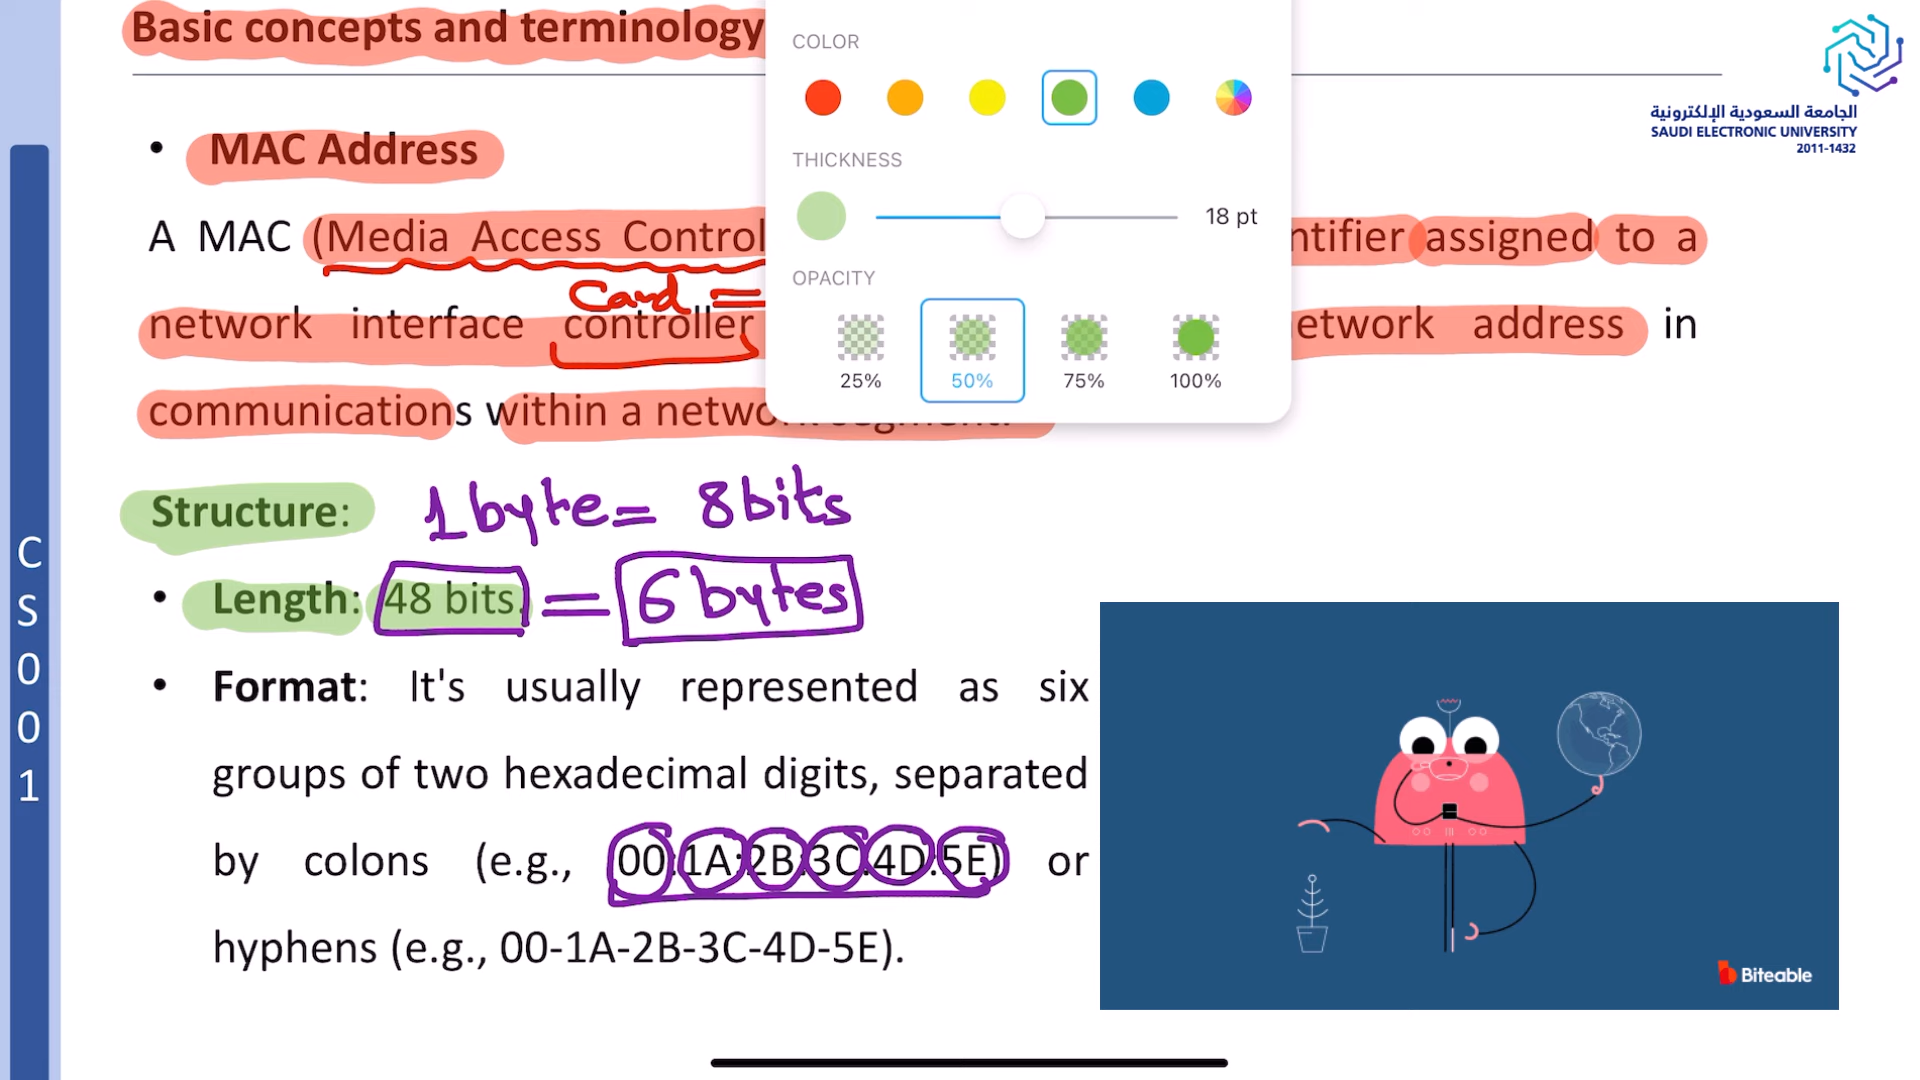 Basic concepts and terminology
COLOR
THICKNESS
18 pt
OPACITY
25%
50%
75%
100%
الجامعة السعودية الإلكترونية
SAUDI ELECTRONIC UNIVERSITY
2011-1432
• MAC Address
A MAC (Media Access Control ntifier assigned to a
Card =
network interface controller etwork address in
communications within a network segment.
Structure: 1 byte = 8 bits
• Length: 48 bits. = 6 bytes
• Format: It's usually represented as six
groups of two hexadecimal digits, separated
by colons (e.g., 00:1A:2B:3C:4D:5E) or
hyphens (e.g., 00-1A-2B-3C-4D-5E).
CS001
Biteable